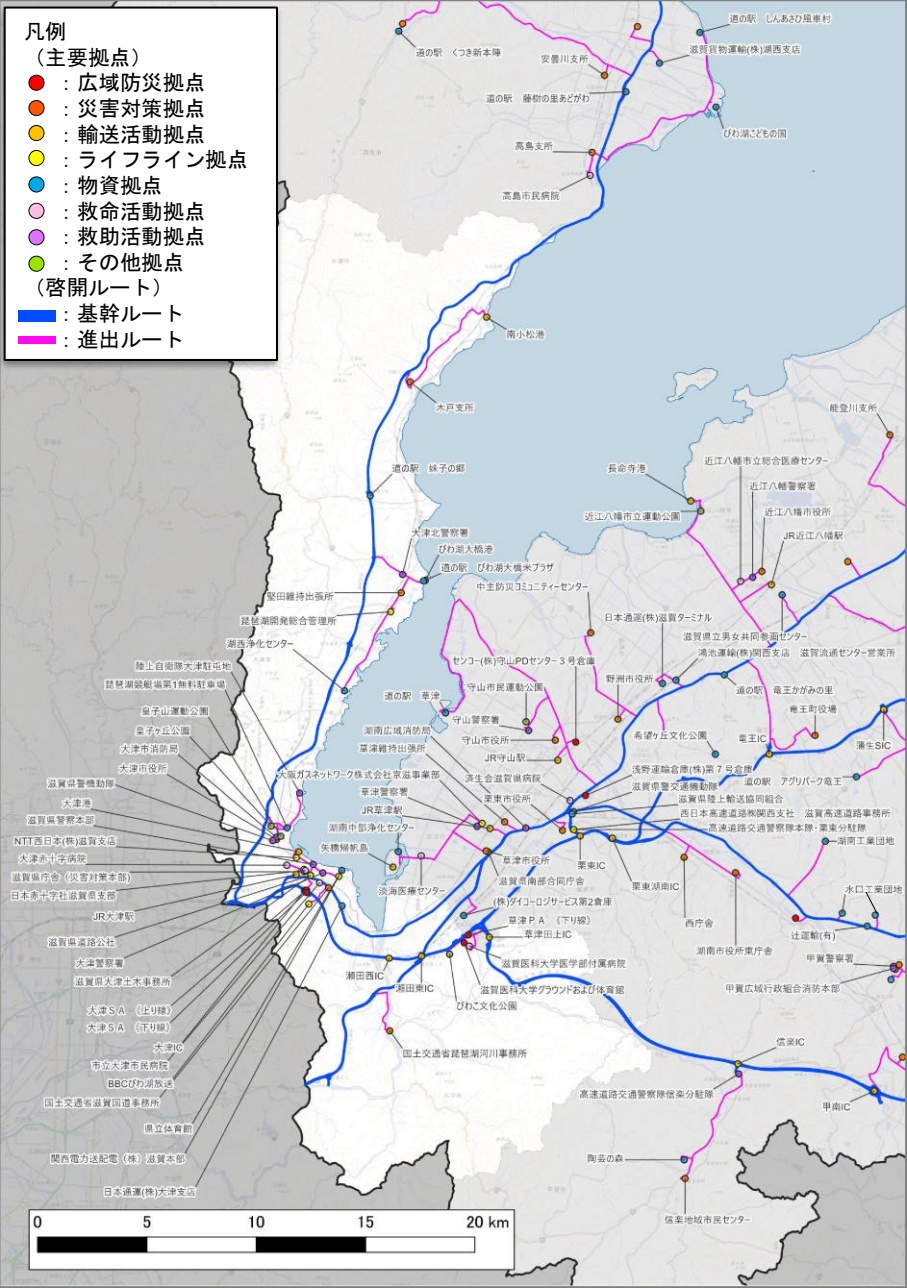 凡例
（主要拠点）
：広域防災拠点
：災害対策拠点
：輸送活動拠点
：ライフライン拠点
：物資拠点
：救命活動拠点
：救助活動拠点
：その他拠点
（啓開ルート）
：基幹ルート
：進出ルート
道の駅　しんあさひ風車村
道の駅　くつき新本陣
滋賀貨物運輸(株)湖西支店
安曇川支所
道の駅　藤樹の里あどがわ
びわ湖こどもの国
高島支所
高島市民病院
南小松港
木戸支所
能登川支所
道の駅　妹子の郷
長命寺港
近江八幡市立総合医療センター
近江八幡警察署
近江八幡市立運動公園
近江八幡市役所
JR近江八幡駅
大津北警察署
びわ湖大橋港
道の駅　びわ湖大橋米プラザ
中主防災コミュニティーセンター
堅田維持出張所
琵琶湖開発総合管理所
日本通運(株)滋賀ターミナル
滋賀県立男女共同参画センター
湖西浄化センター
鴻池運輸(株)関西支店　滋賀流通センター営業所
陸上自衛隊大津駐屯地
センコー(株)守山PDセンター３号倉庫
琵琶湖競艇場第1無料駐車場
道の駅　草津
守山市民運動公園
野洲市役所
道の駅　竜王かがみの里
皇子山運動公園
守山警察署
竜王町役場
皇子ヶ丘公園
湖南広域消防局
守山市役所
希望ヶ丘文化公園
竜王IC
蒲生SIC
大津市消防局
草津維持出張所
JR守山駅
大津市役所
大阪ガスネットワーク株式会社京滋事業部
済生会滋賀県病院
浅野運輸倉庫(株)第７号倉庫
道の駅　アグリパーク竜王
滋賀県警機動隊
草津警察署
栗東市役所
滋賀県警交通機動隊
大津港
JR草津駅
滋賀県陸上輸送協同組合
滋賀県警察本部
湖南中部浄化センター
西日本高速道路㈱関西支社　滋賀高速道路事務所
NTT西日本(株)滋賀支店
矢橋帰帆島
高速道路交通警察隊本隊・栗東分駐隊
湖南工業団地
大津赤十字病院
草津市役所
栗東IC
滋賀県庁舎（災害対策本部）
淡海医療センター
滋賀県南部合同庁舎
栗東湖南IC
水口工業団地
日本赤十字社滋賀県支部
(株)ダイコーロジサービス第2倉庫
西庁舎
JR大津駅
草津ＰＡ　（下り線）
辻運輸(有)
滋賀県道路公社
草津田上IC
湖南市役所東庁舎
大津警察署
滋賀医科大学医学部付属病院
甲賀警察署
滋賀県大津土木事務所
瀬田西IC
瀬田東IC
滋賀医科大学グラウンドおよび体育館
甲賀広域行政組合消防本部
大津ＳＡ　（上り線）
びわこ文化公園
大津ＳＡ　（下り線）
大津IC
国土交通省琵琶湖河川事務所
信楽IC
市立大津市民病院
BBCびわ湖放送
高速道路交通警察隊信楽分駐隊
国土交通省滋賀国道事務所
甲南IC
県立体育館
関西電力送配電（株）滋賀本部
陶芸の森
日本通運(株)大津支店
信楽地域市民センター
0 5 10 15 20 km